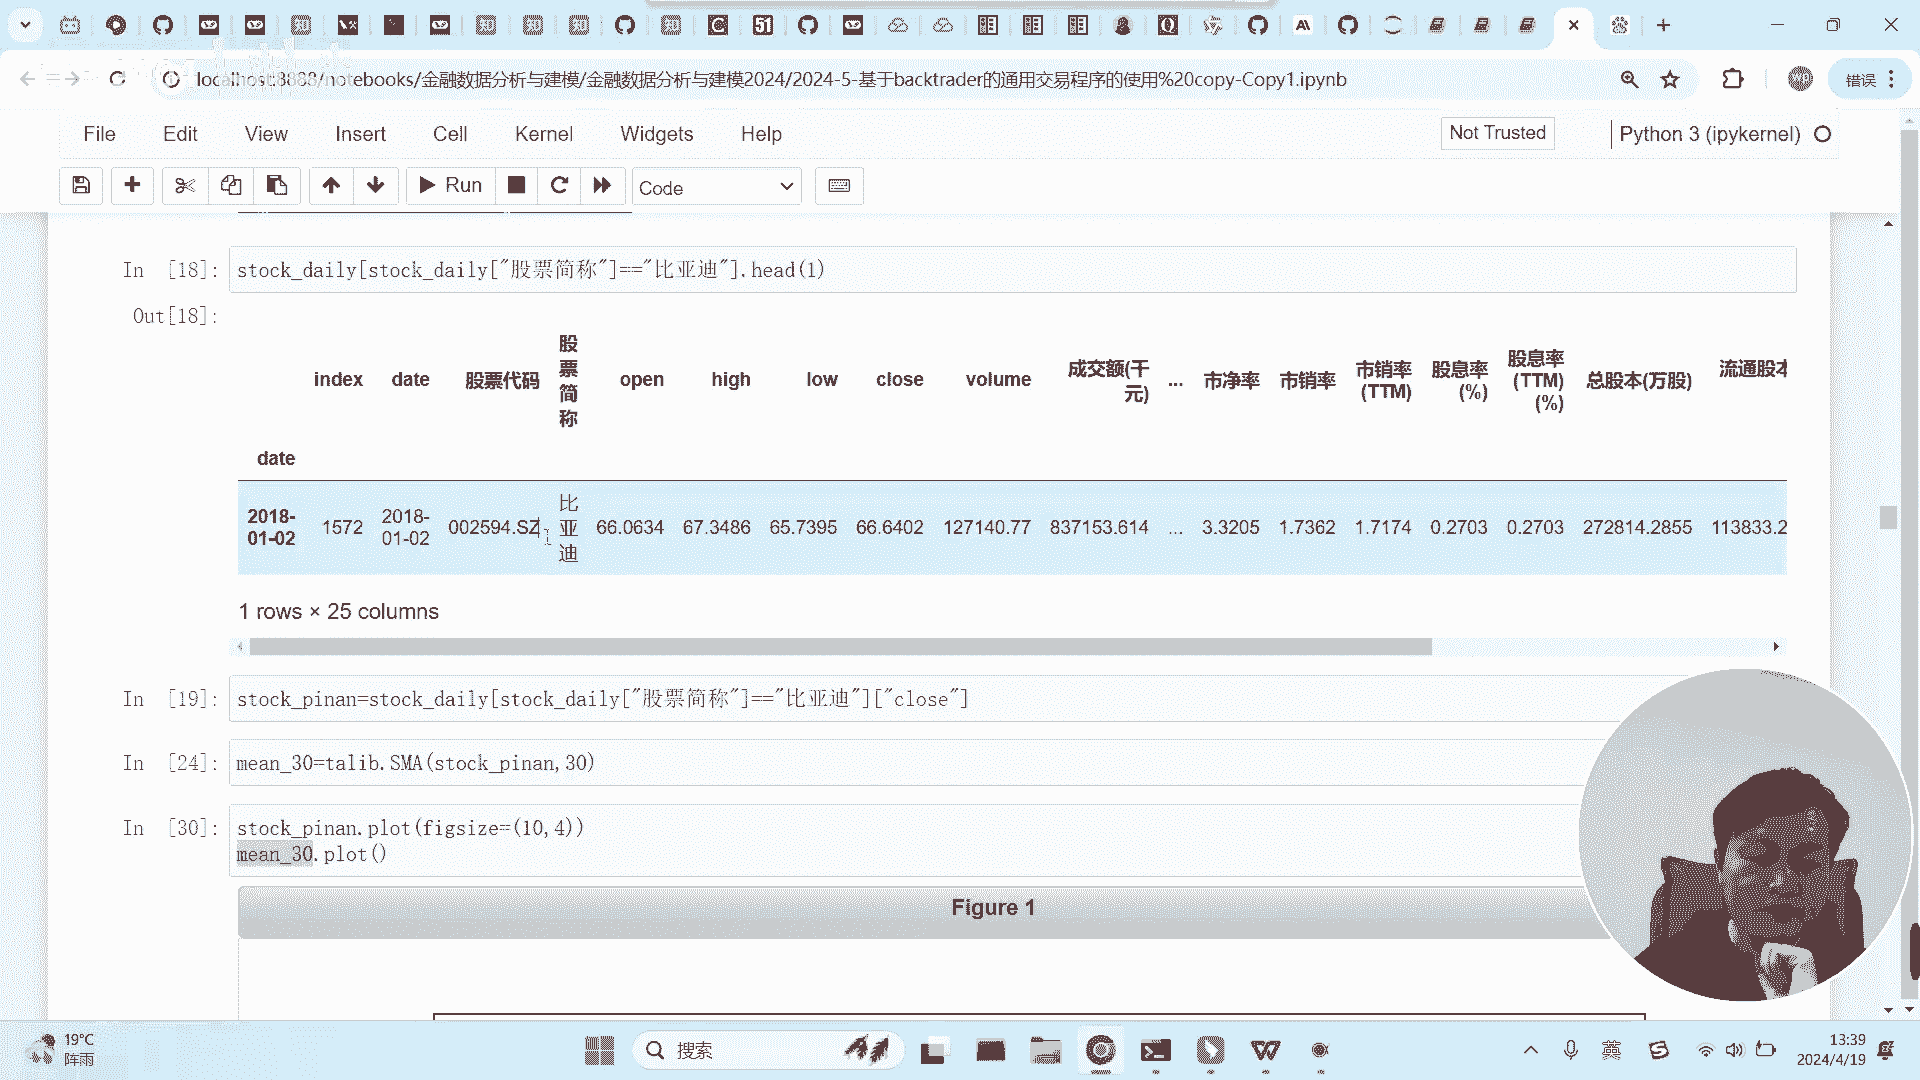 localhost:8888/notebooks/金融数据分析与建模/金融数据分析与建模2024/2024-5-基于backtrader的通用交易程序的使用%20copy-Copy1.ipynb
错误
File Edit View Insert Cell Kernel Widgets Help
Not Trusted
Python 3 (ipykernel)
Run
Code
In [18]: stock_daily[stock_daily["股票简称"]=="比亚迪"].head(1)
Out[18]:
index date 股票代码 股票简称 open high low close volume 成交额(千元) ... 市净率 市销率 市销率(TTM) 股息率(%) 股息率(TTM)(%) 总股本(万股) 流通股本
date
2018-01-02 1572 2018-01-02 002594.SZ 比亚迪 66.0634 67.3486 65.7395 66.6402 127140.77 837153.614 ... 3.3205 1.7362 1.7174 0.2703 0.2703 272814.2855 113833.2
1 rows × 25 columns
In [19]: stock_pinan=stock_daily[stock_daily["股票简称"]=="比亚迪"]["close"]
In [24]: mean_30=talib.SMA(stock_pinan,30)
In [30]: stock_pinan.plot(figsize=(10,4))
mean_30.plot()
Figure 1
19°C
阵雨
搜索
英
13:39
2024/4/19